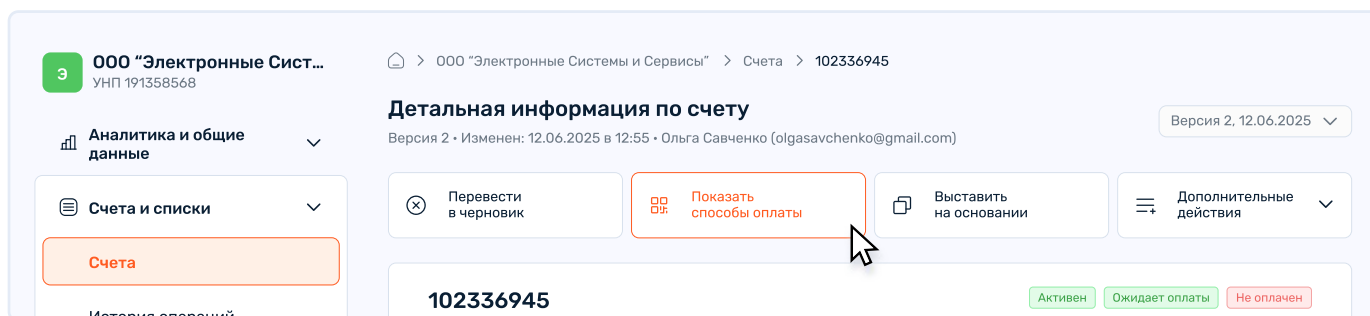 Э
ООО “Электронные Сист...
УНП 191358568
Аналитика и общие
данные
Счета и списки
Счета
История операций
ООО “Электронные Системы и Сервисы” > Счета > 102336945
Детальная информация по счету
Версия 2 • Изменен: 12.06.2025 в 12:55 • Ольга Савченко (olgasavchenko@gmail.com)
Версия 2, 12.06.2025
Перевести
в черновик
Показать
способы оплаты
Выставить
на основании
Дополнительные
действия
102336945
Активен
Ожидает оплаты
Не оплачен